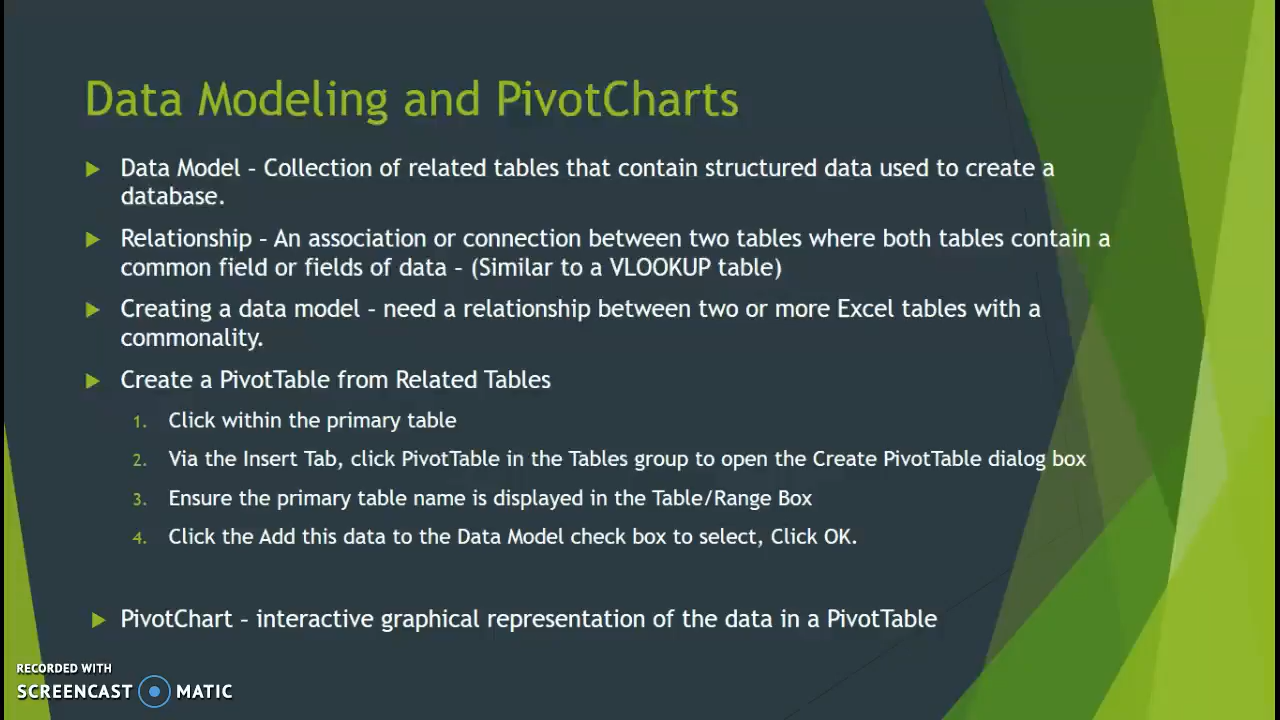 Data Modeling and PivotCharts
Data Model – Collection of related tables that contain structured data used to create a
database.
Relationship – An association or connection between two tables where both tables contain a
common field or fields of data – (Similar to a VLOOKUP table)
Creating a data model – need a relationship between two or more Excel tables with a
commonality.
Create a PivotTable from Related Tables
1. Click within the primary table
2. Via the Insert Tab, click PivotTable in the Tables group to open the Create PivotTable dialog box
3. Ensure the primary table name is displayed in the Table/Range Box
4. Click the Add this data to the Data Model check box to select, Click OK.
PivotChart – interactive graphical representation of the data in a PivotTable
RECORDED WITH
SCREENCAST MATIC